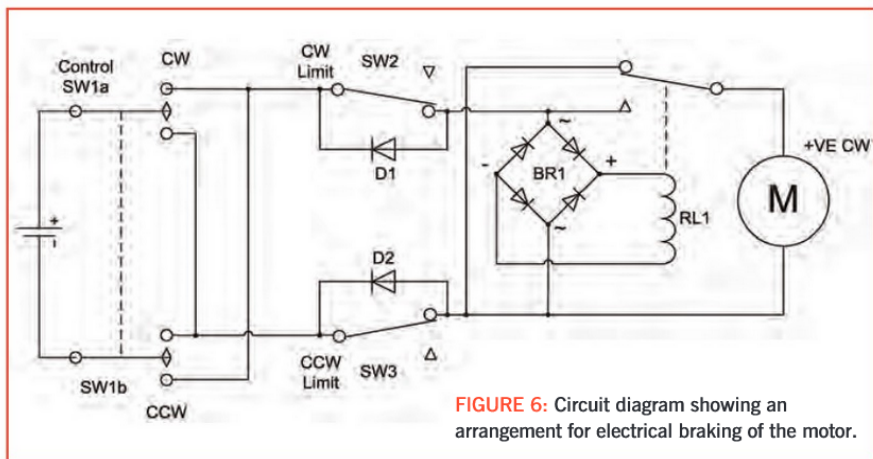 Control
SW1a
CW
CW
Limit
SW2
+VE CW
D1
~
-
BR1
+
~
RL1
M
+
-
D2
SW1b
CCW
CCW
Limit
SW3
FIGURE 6: Circuit diagram showing an
arrangement for electrical braking of the motor.